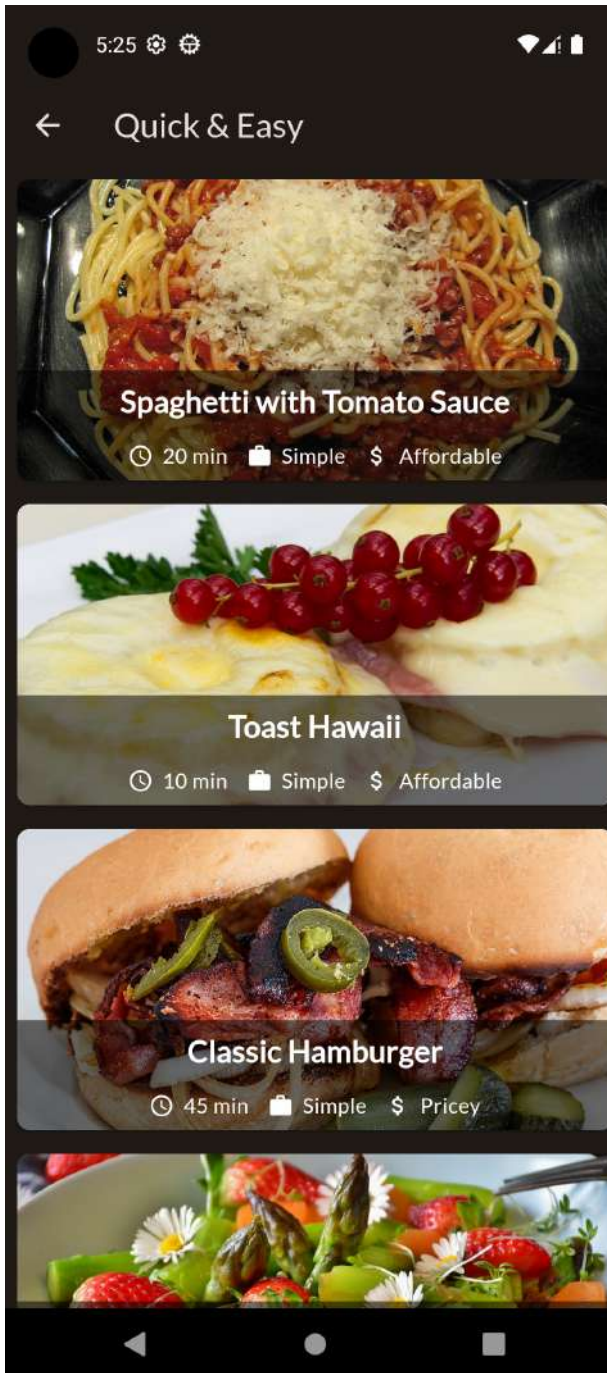 5:25
Quick & Easy
Spaghetti with Tomato Sauce
20 min Simple $ Affordable
Toast Hawaii
10 min Simple $ Affordable
Classic Hamburger
45 min Simple $ Pricey